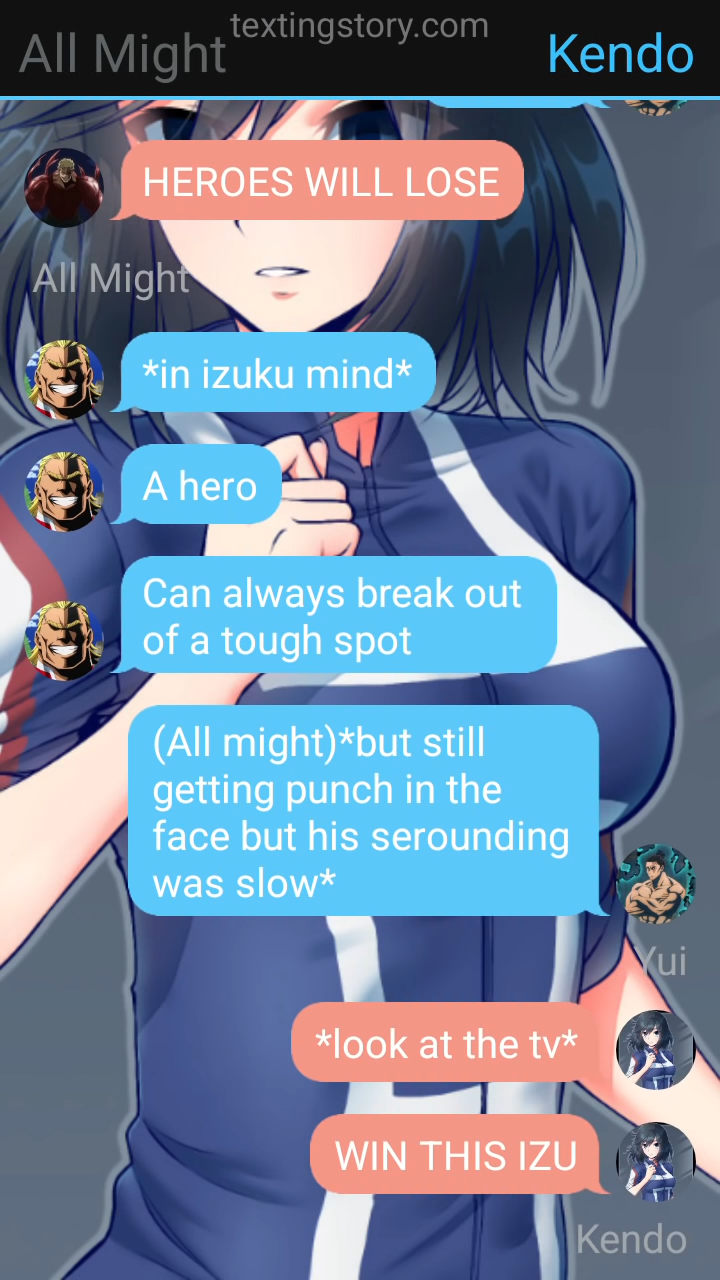 textingstory.com
All Might
Kendo
HEROES WILL LOSE
All Might
*in izuku mind*
A hero
Can always break out
of a tough spot
(All might)*but still
getting punch in the
face but his serounding
was slow*
Yui
*look at the tv*
WIN THIS IZU
Kendo